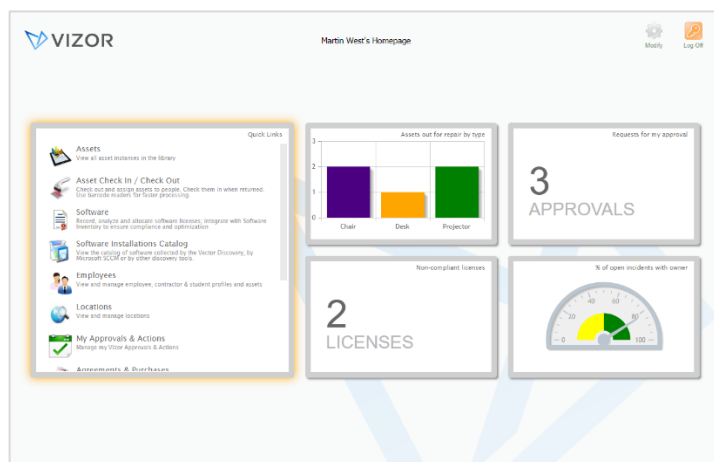 VIZOR
Martin West's Homepage
Modify
Log Off
Quick Links
Assets
View all asset instances in the library
Asset Check In / Check Out
Check out and assign assets to people. Check them in when returned.
Use barcode readers for faster processing.
Software
Record, analyze and allocate software licenses; integrate with Software
Inventory to ensure compliance and optimization
Software Installations Catalog
View the catalog of software collected by the Vector Discovery, by
Microsoft SCCM or by other discovery tools.
Employees
View and manage employee, contractor & student profiles and assets
Locations
View and manage locations
My Approvals & Actions
Manage my Vizor Approvals & Actions
Agreements & Purchases
Assets out for repair by type
3
2
1
0
Chair
Desk
Projector
Requests for my approval
3
APPROVALS
Non-compliant licenses
2
LICENSES
% of open incidents with owner
0
20
40
60
80
100